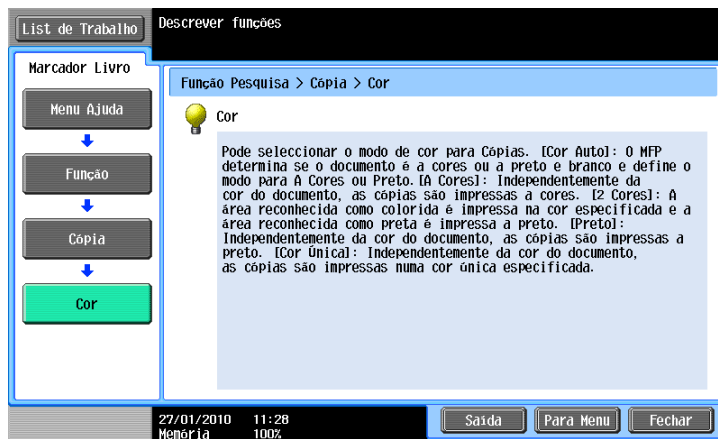 List de Trabalho
Descrever funções
Marcador Livro
Menu Ajuda
Função
Cópia
Cor
Função Pesquisa > Cópia > Cor
Cor
Pode seleccionar o modo de cor para Cópias. [Cor Auto]: O MFP
determina se o documento é a cores ou a preto e branco e define o
modo para A Cores ou Preto. [A Cores]: Independentemente da
cor do documento, as cópias são impressas a cores. [2 Cores]: A
área reconhecida como colorida é impressa na cor especificada e a
área reconhecida como preta é impressa a preto. [Preto]:
Independentemente da cor do documento, as cópias são impressas a
preto. [Cor Única]: Independentemente da cor do documento,
as cópias são impressas numa cor única especificada.
27/01/2010 11:28
Memória 100%
Saída
Para Menu
Fechar